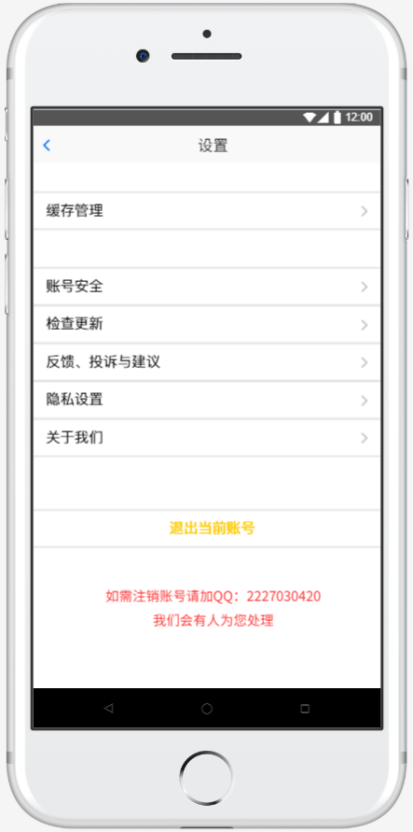 12:00
设置
缓存管理
账号安全
检查更新
反馈、投诉与建议
隐私设置
关于我们
退出当前账号
如需注销账号请加QQ：2227030420
我们会有人为您处理